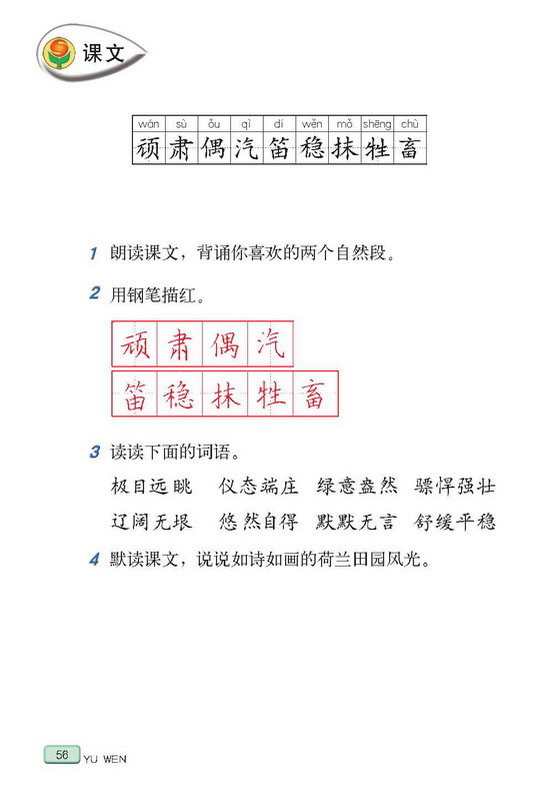 课文
wán sù ǒu qì dí wěn mǒ shēng chù
顽 肃 偶 汽 笛 稳 抹 牲 畜
1 朗读课文，背诵你喜欢的两个自然段。
2 用钢笔描红。
顽 肃 偶 汽
笛 稳 抹 牲 畜
3 读读下面的词语。
极目远眺 仪态端庄 绿意盎然 骠悍强壮
辽阔无垠 悠然自得 默默无言 舒缓平稳
4 默读课文，说说如诗如画的荷兰田园风光。
56 YU WEN